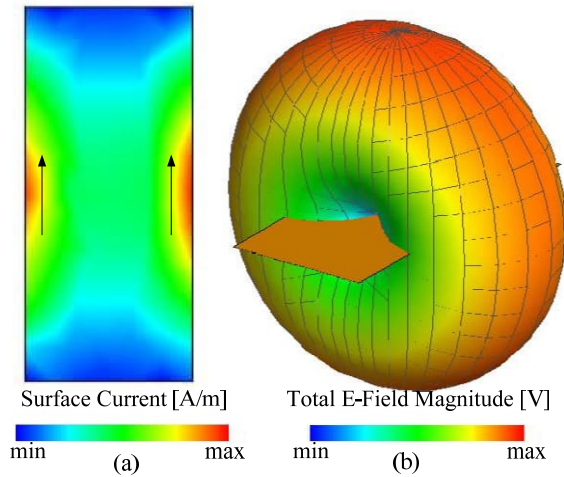 Surface Current [A/m]
min max
(a)
Total E-Field Magnitude [V]
min max
(b)